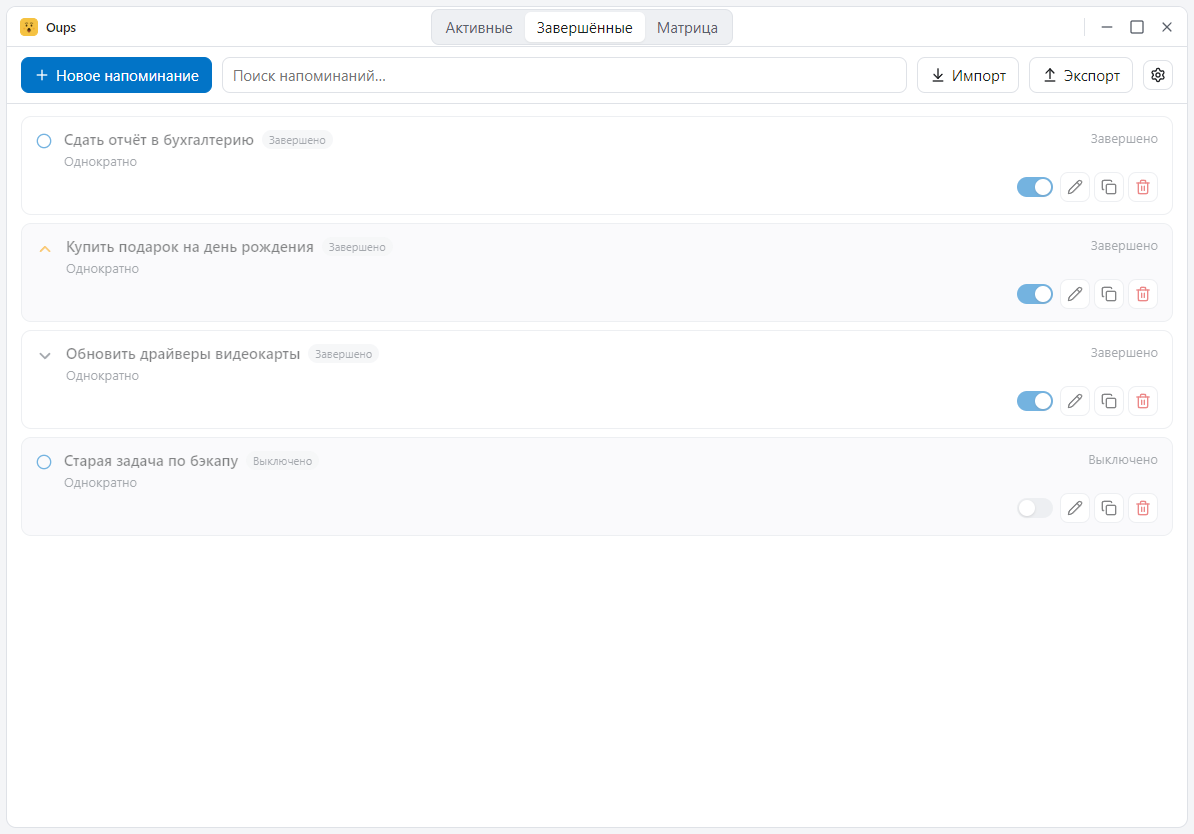 Oups
Активные Завершённые Матрица
Новое напоминание Поиск напоминаний... Импорт Экспорт
Сдать отчёт в бухгалтерию Завершено Завершено
Однократно
Купить подарок на день рождения Завершено Завершено
Однократно
Обновить драйверы видеокарты Завершено Завершено
Однократно
Старая задача по бэкапу Выключено Выключено
Однократно